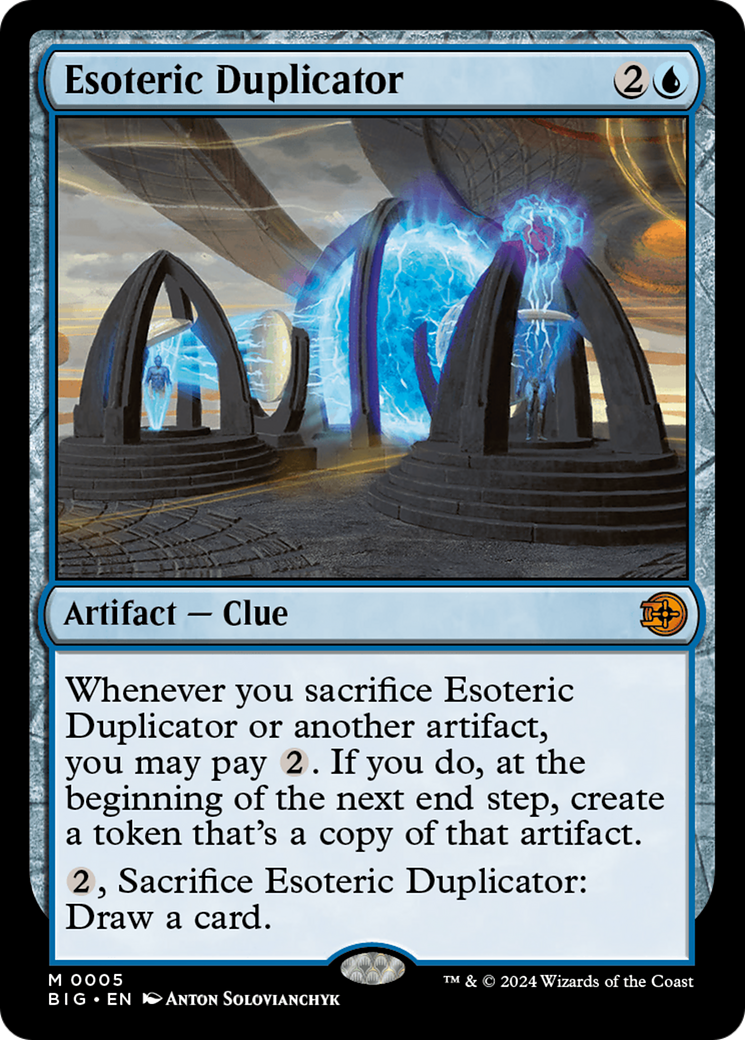 Esoteric Duplicator 2
Artifact — Clue
Whenever you sacrifice Esoteric
Duplicator or another artifact,
you may pay 2. If you do, at the
beginning of the next end step, create
a token that's a copy of that artifact.
2, Sacrifice Esoteric Duplicator:
Draw a card.
M 0005
BIG • EN Anton Solovianchyk
™ & © 2024 Wizards of the Coast